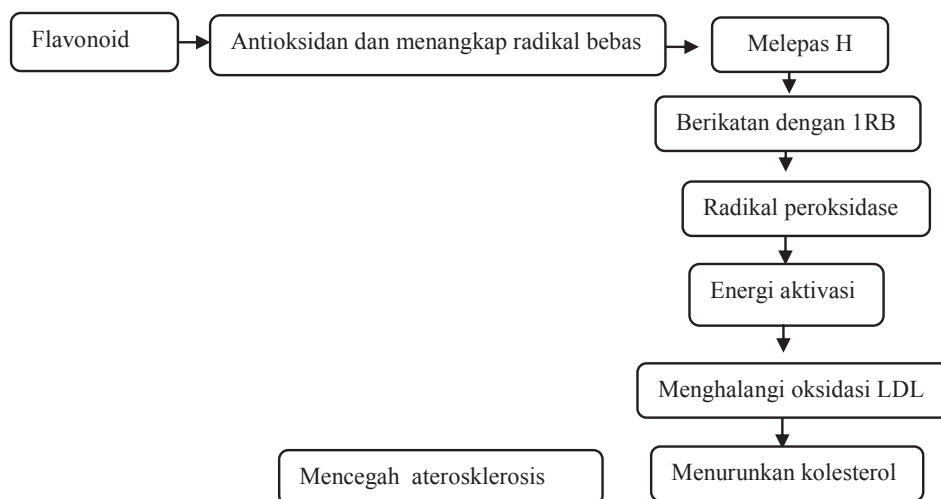 Flavonoid
Antioksidan dan menangkap radikal bebas
Melepas H
Berikatan dengan 1RB
Radikal peroksidase
Energi aktivasi
Menghalangi oksidasi LDL
Menurunkan kolesterol
Mencegah aterosklerosis